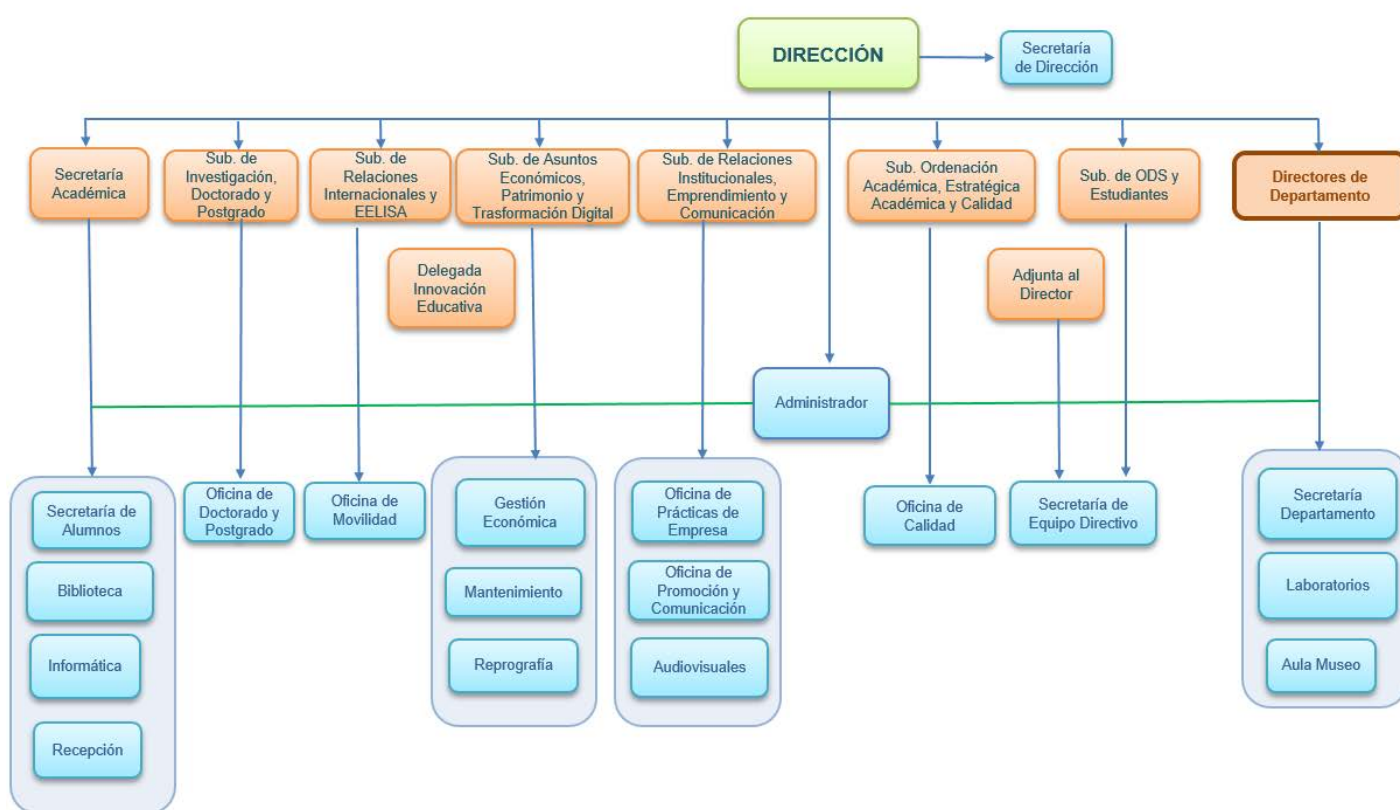 DIRECCIÓN
Secretaría
de Dirección
Secretaría
Académica
Sub. de
Investigación,
Doctorado y
Postgrado
Sub. de
Relaciones
Internacionales y
EELISA
Sub. de Asuntos
Económicos,
Patrimonio y
Trasformación Digital
Sub. de Relaciones
Institucionales,
Emprendimiento y
Comunicación
Sub. Ordenación
Académica, Estratégica
Académica y Calidad
Sub. de ODS y
Estudiantes
Directores de
Departamento
Delegada
Innovación
Educativa
Adjunta al
Director
Administrador
Secretaría de
Alumnos
Biblioteca
Informática
Recepción
Oficina de
Doctorado y
Postgrado
Oficina de
Movilidad
Gestión
Económica
Mantenimiento
Reprografía
Oficina de
Prácticas de
Empresa
Oficina de
Promoción y
Comunicación
Audiovisuales
Oficina de
Calidad
Secretaría de
Equipo Directivo
Secretaría
Departamento
Laboratorios
Aula Museo